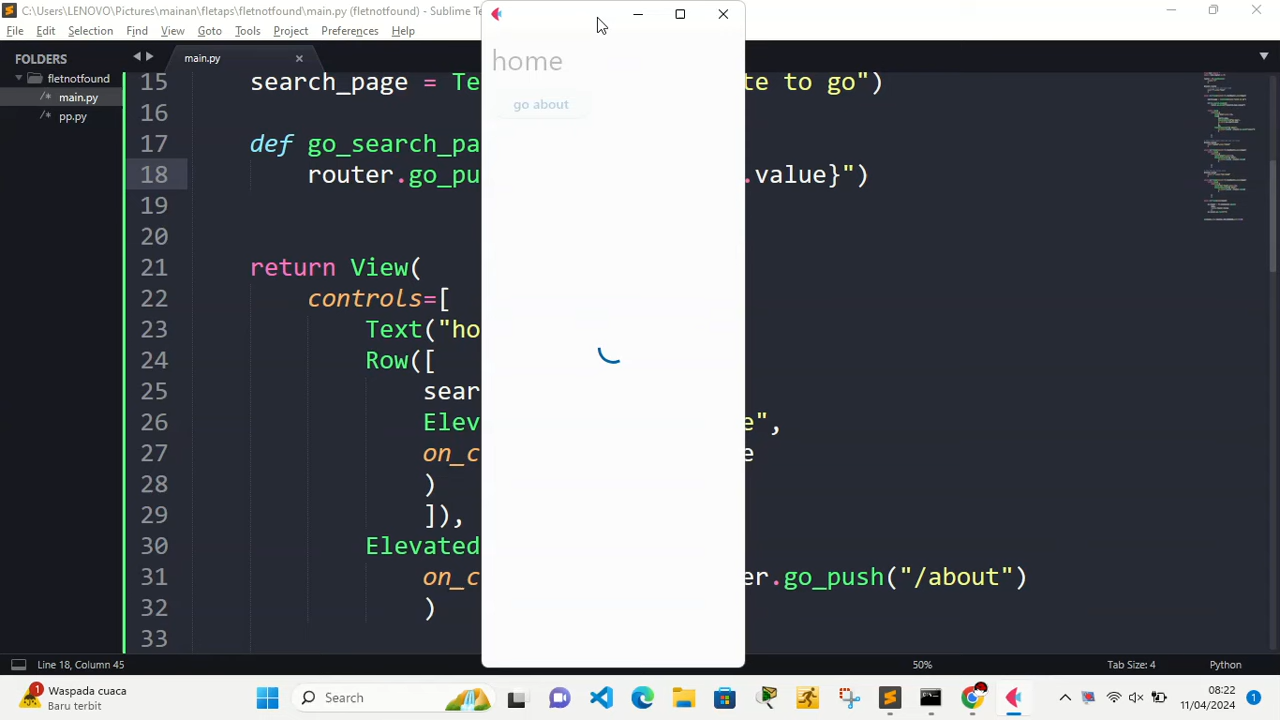 C:\Users\LENOVO\Pictures\mainan\fletaps\fletnotfound\main.py (fletnotfound) - Sublime Tex
File Edit Selection Find View Goto Tools Project Preferences Help
FOLDERS
fletnotfound
main.py
pp.py
main.py
15 search_page = Te te to go")
16
17 def go_search_pa
18 router.go_pu .value}")
19
20
21 return View(
22 controls=[
23 Text("ho
24 Row([
25 sear
26 Elev e",
27 on_c e
28 )
29 ]),
30 Elevated
31 on_c er.go_push("/about")
32 )
33
home
go about
Line 18, Column 45 50% Tab Size: 4 Python
1
Waspada cuaca
Baru terbit
Search
08:22
11/04/2024
1